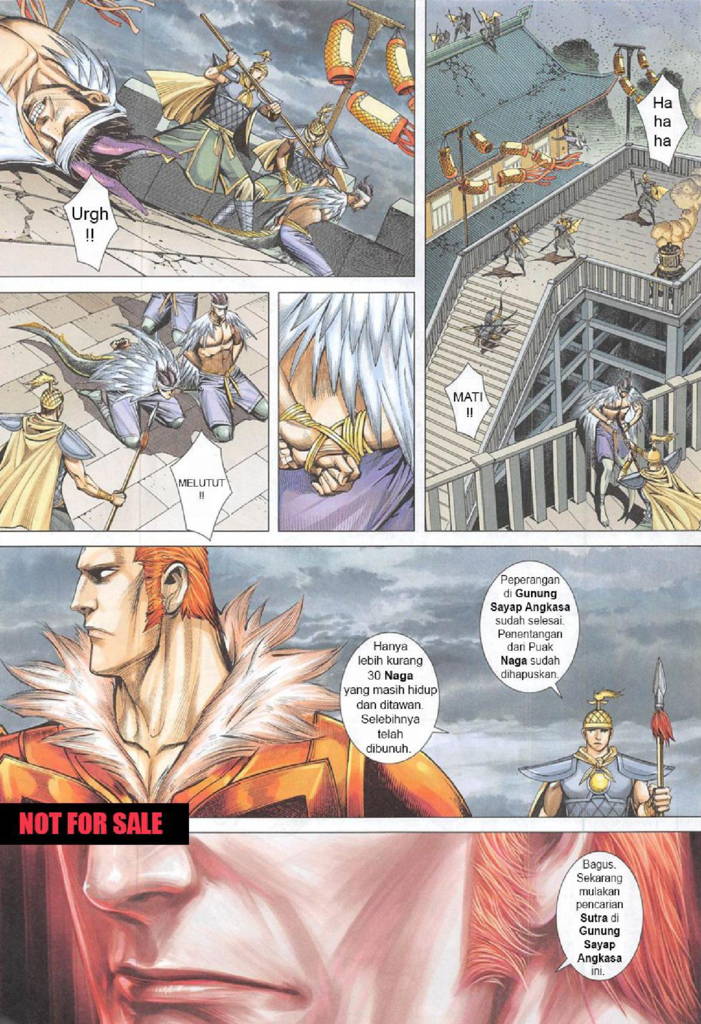 Urgh
!!
Ha
ha
ha
MATI
!!
MELUTUT
!!
Peperangan
di Gunung
Sayap Angkasa
sudah selesai.
Penentangan
dari Puak
Naga sudah
dihapuskan.
Hanya
lebih kurang
30 Naga
yang masih hidup
dan ditawan.
Selebihnya
telah
dibunuh.
NOT FOR SALE
Bagus.
Sekarang
mulakan
pencarian
Sutra di
Gunung
Sayap
Angkasa
ini.